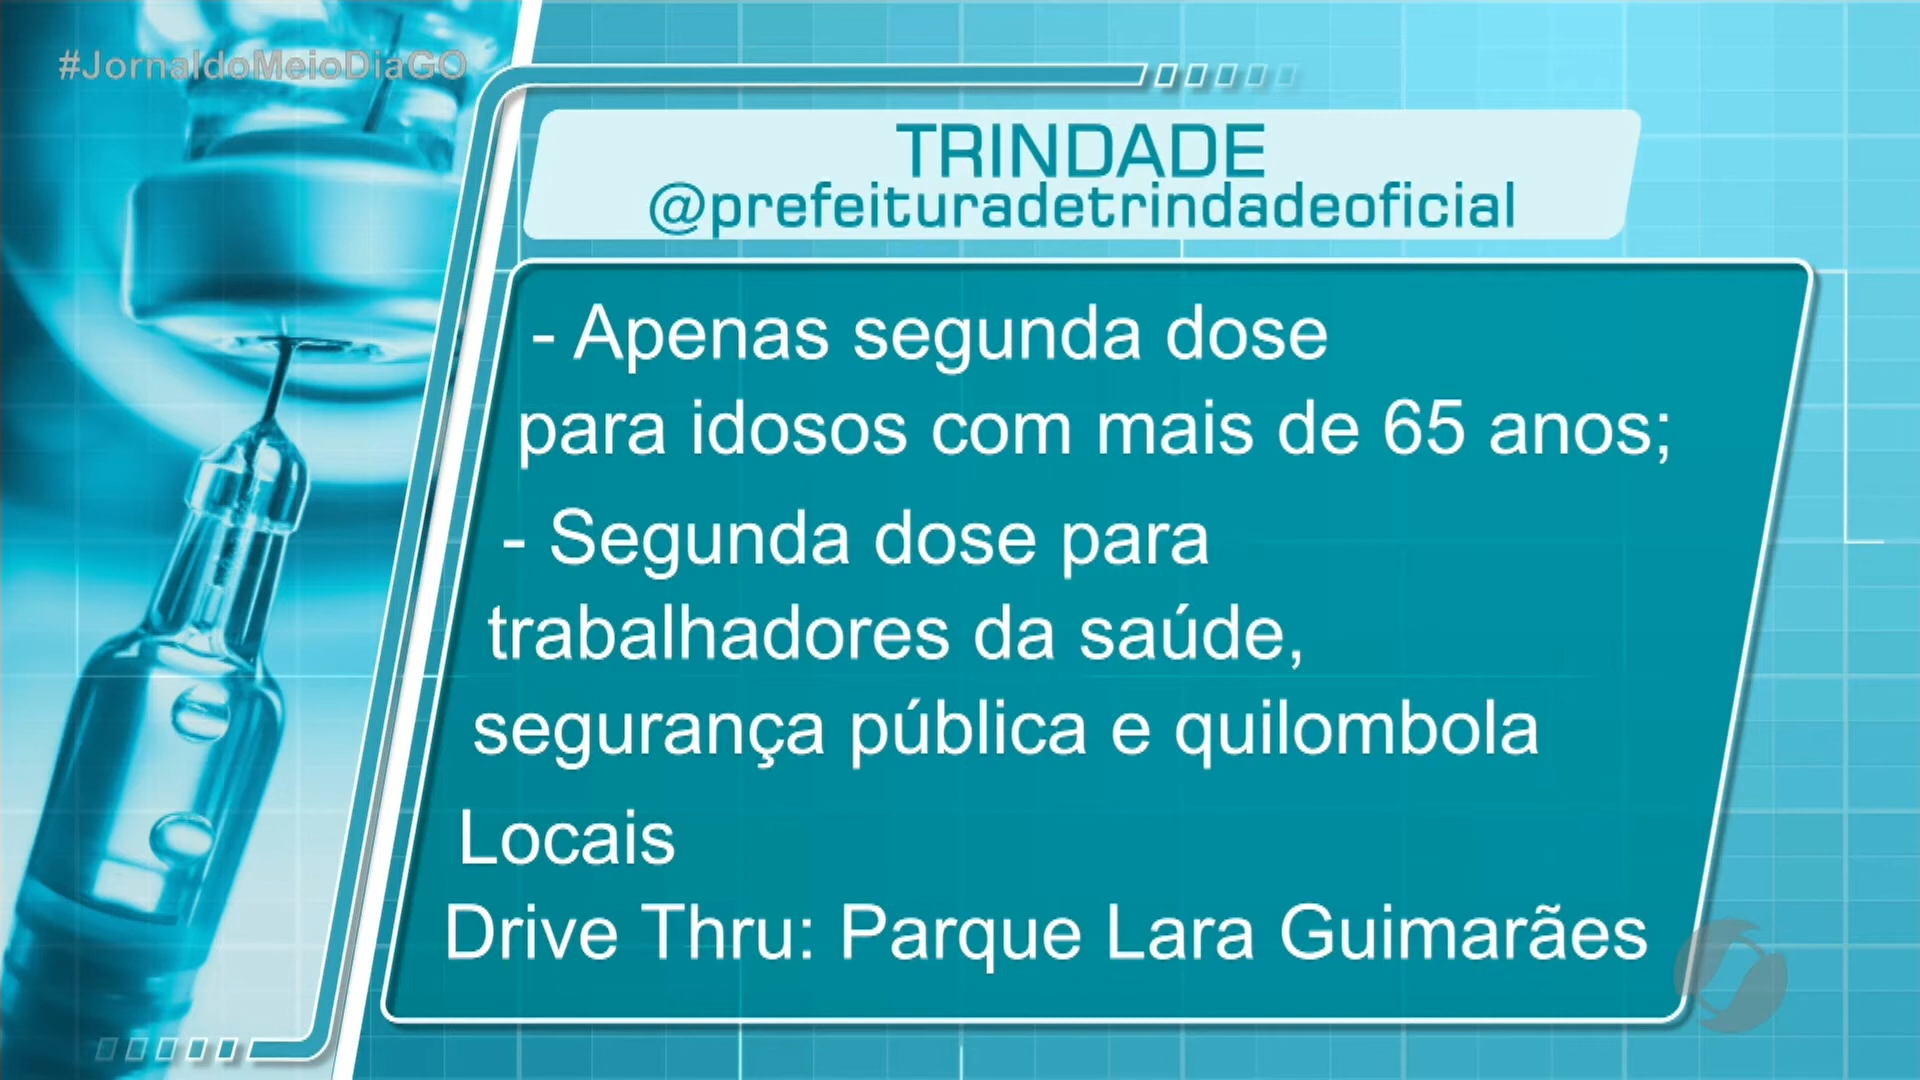 #JornaldoMeioDiaGO
TRINDADE
@prefeituradetrindadeoficial
- Apenas segunda dose
para idosos com mais de 65 anos;
- Segunda dose para
trabalhadores da saúde,
segurança pública e quilombola
Locais
Drive Thru: Parque Lara Guimarães